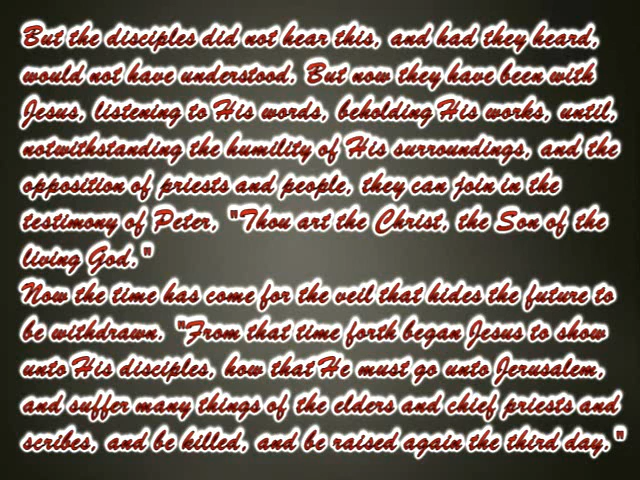 But the disciples did not hear this, and had they heard,
would not have understood. But now they have been with
Jesus, listening to His words, beholding His works, until,
notwithstanding the humility of His surroundings, and the
opposition of priests and people, they can join in the
testimony of Peter, "Thou art the Christ, the Son of the
living God."
Now the time has come for the veil that hides the future to
be withdrawn. "From that time forth began Jesus to show
unto His disciples, how that He must go unto Jerusalem,
and suffer many things of the elders and chief priests and
scribes, and be killed, and be raised again the third day."